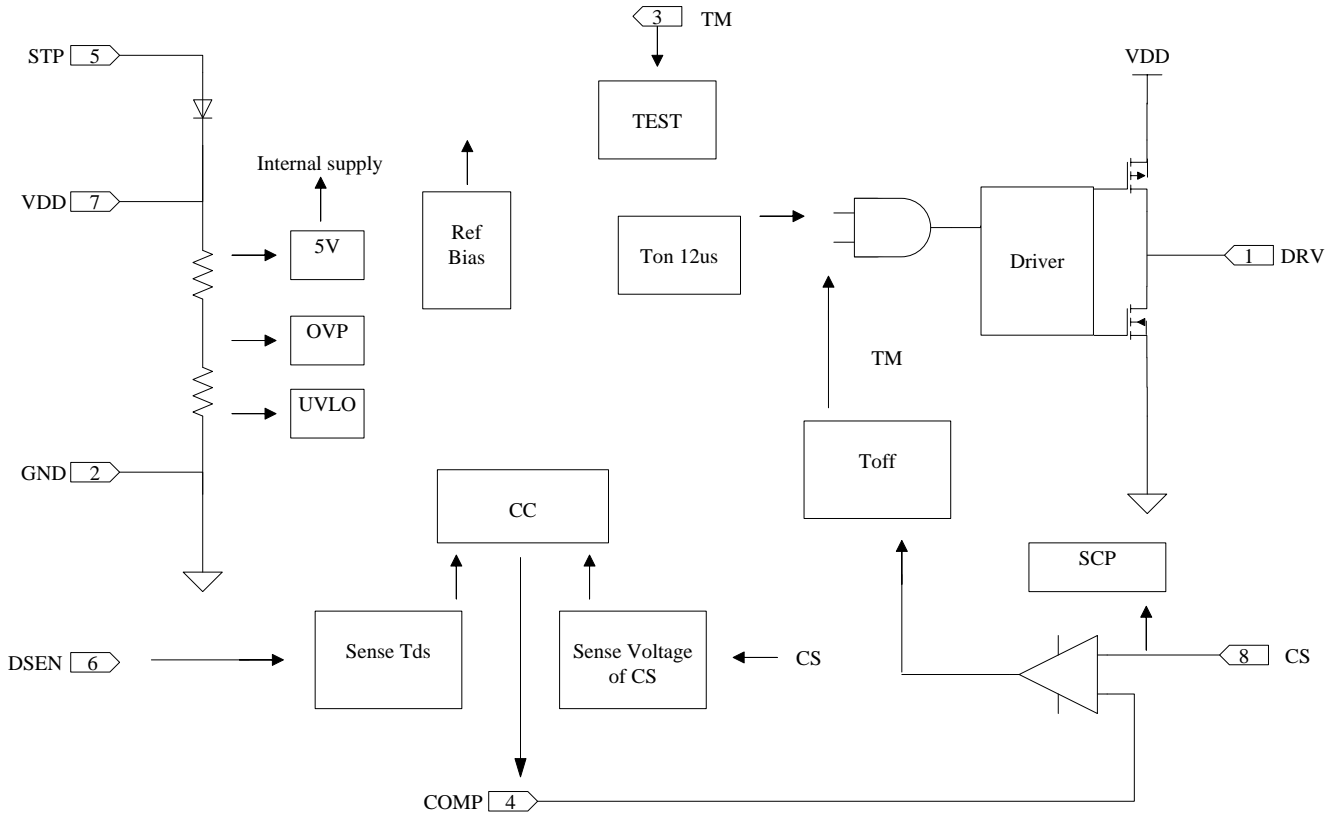 3 TM
STP 5
VDD
TEST
Internal supply
VDD 7
Ref
Bias
5V
Ton 12us
Driver
1 DRV
OVP
TM
UVLO
Toff
GND 2
CC
SCP
DSEN 6
Sense Tds
Sense Voltage
of CS
CS
8 CS
COMP 4